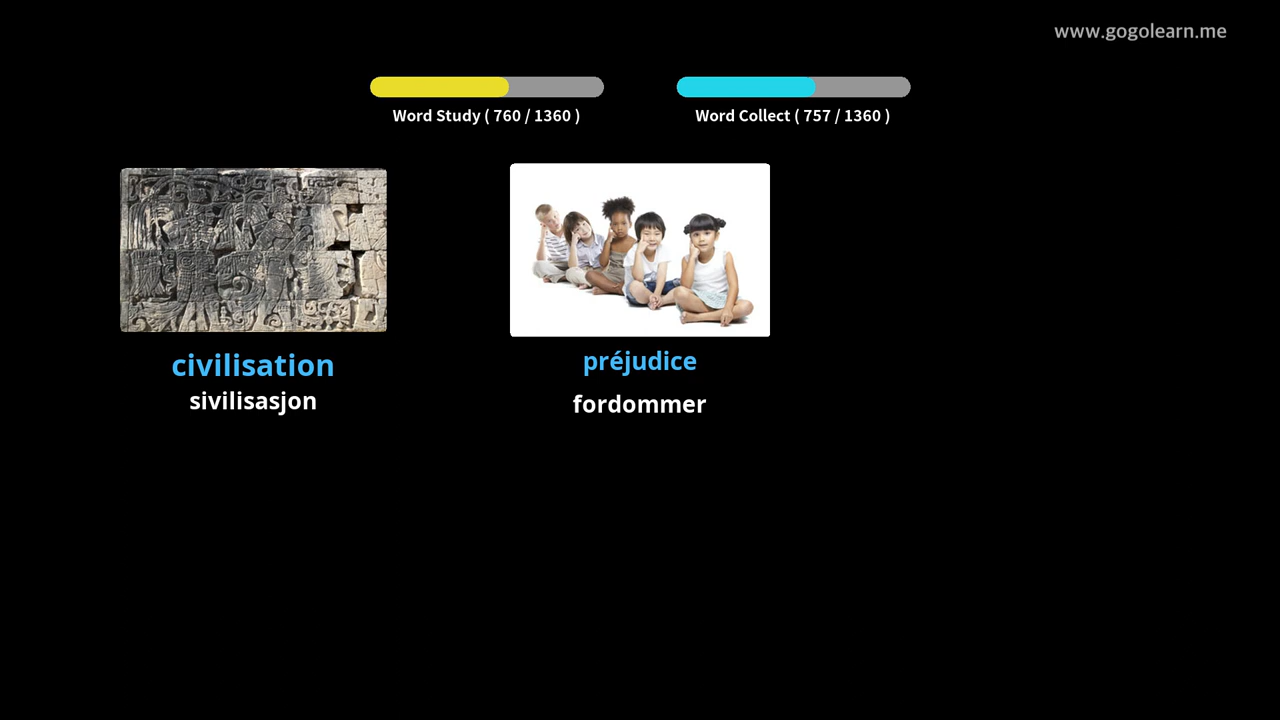 www.gogolearn.me
Word Study ( 760 / 1360 )
Word Collect ( 757 / 1360 )
civilisation
sivilisasjon
préjudice
fordommer